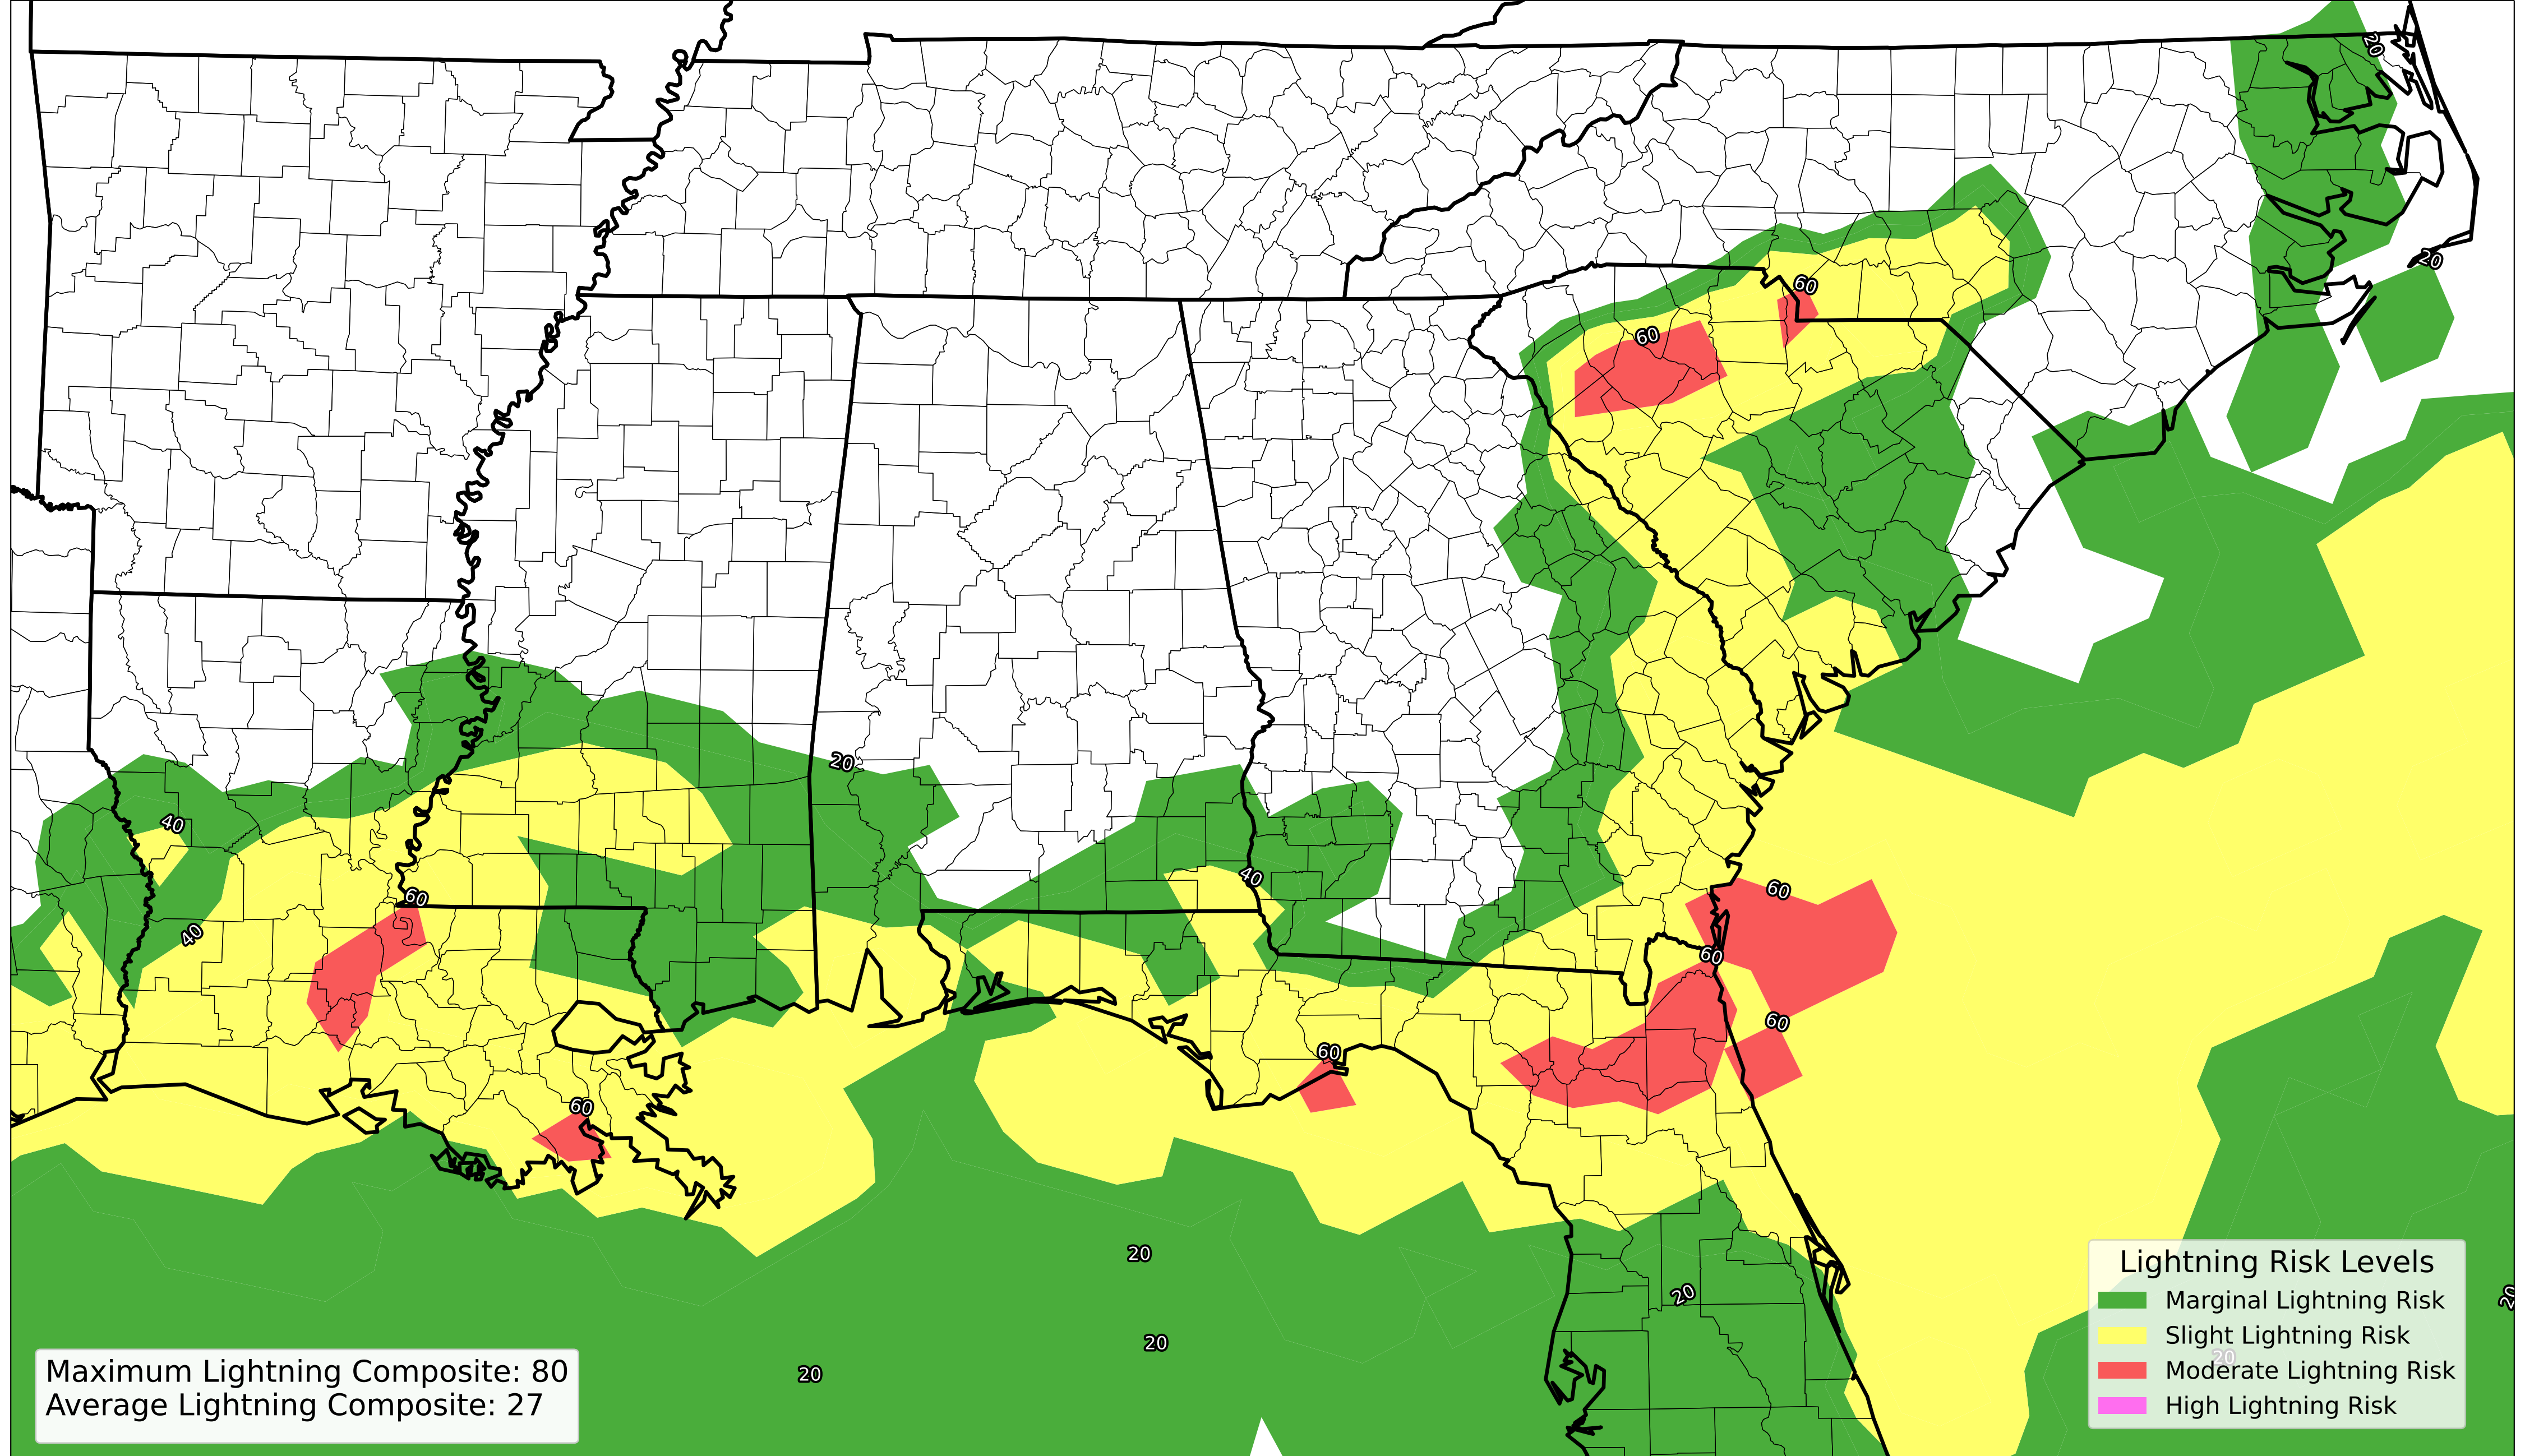 20
20
60
60
20
40
40
40
60
60
60
60
60
60
20
20
20
20
20
20
Maximum Lightning Composite: 80
Average Lightning Composite: 27
Lightning Risk Levels
Marginal Lightning Risk
Slight Lightning Risk
Moderate Lightning Risk
High Lightning Risk